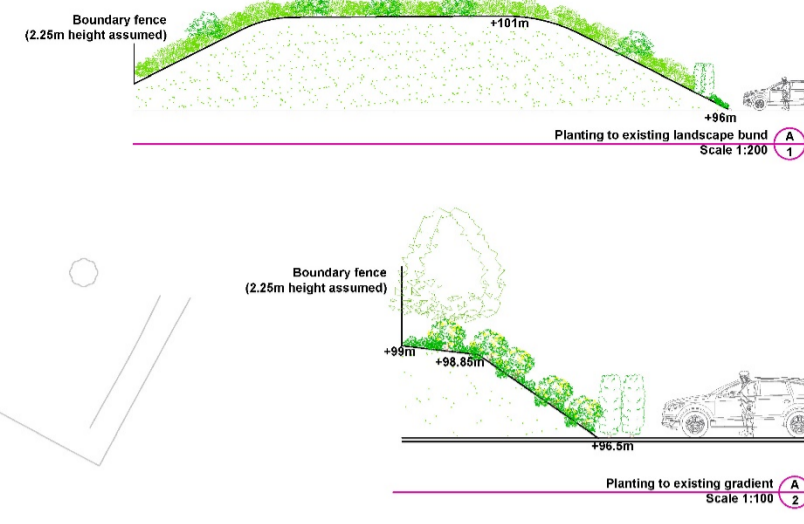 Boundary fence
(2.25m height assumed)
+101m
+96m
Planting to existing landscape bund
Scale 1:200
A
1
Boundary fence
(2.25m height assumed)
+99m
+98.85m
+96.5m
Planting to existing gradient
Scale 1:100
A
2